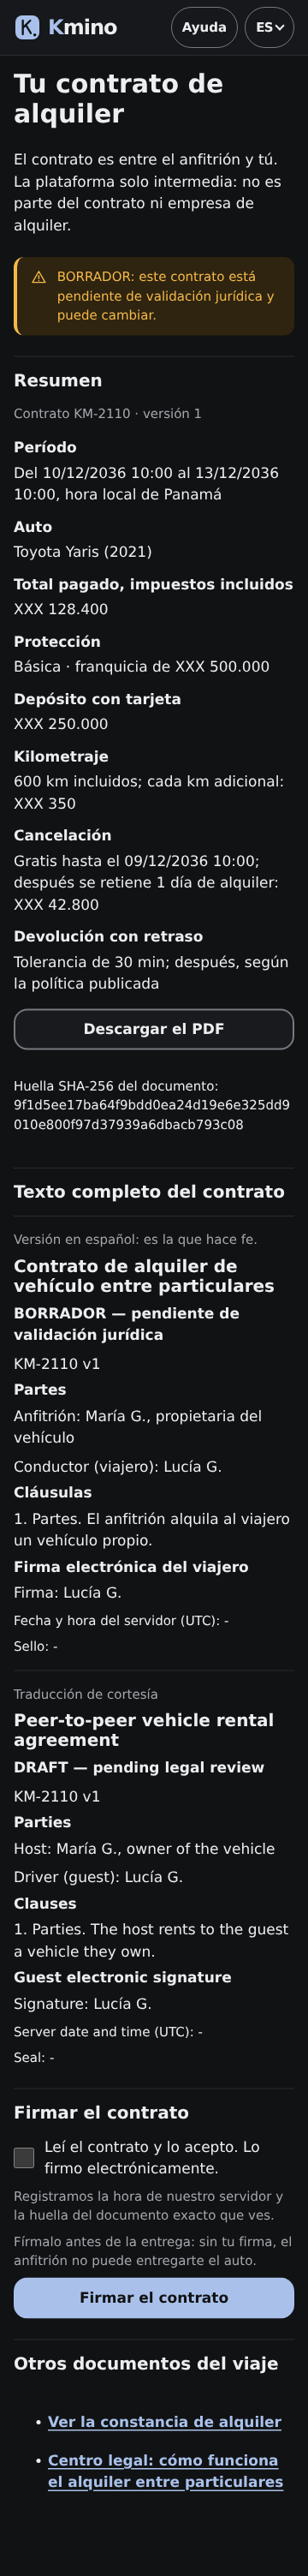 Kmino
Ayuda
ES
Tu contrato de
alquiler
El contrato es entre el anfitrión y tú.
La plataforma solo intermedia: no es
parte del contrato ni empresa de
alquiler.
BORRADOR: este contrato está
pendiente de validación jurídica y
puede cambiar.
Resumen
Contrato KM-2110 · versión 1
Período
Del 10/12/2036 10:00 al 13/12/2036
10:00, hora local de Panamá
Auto
Toyota Yaris (2021)
Total pagado, impuestos incluidos
XXX 128.400
Protección
Básica · franquicia de XXX 500.000
Depósito con tarjeta
XXX 250.000
Kilometraje
600 km incluidos; cada km adicional:
XXX 350
Cancelación
Gratis hasta el 09/12/2036 10:00;
después se retiene 1 día de alquiler:
XXX 42.800
Devolución con retraso
Tolerancia de 30 min; después, según
la política publicada
Descargar el PDF
Huella SHA-256 del documento:
9f1d5ee17ba64f9bdd0ea24d19e6e325dd9
010e800f97d37939a6dbacb793c08
Texto completo del contrato
Versión en español: es la que hace fe.
Contrato de alquiler de
vehículo entre particulares
BORRADOR — pendiente de
validación jurídica
KM-2110 v1
Partes
Anfitrión: María G., propietaria del
vehículo
Conductor (viajero): Lucía G.
Cláusulas
1. Partes. El anfitrión alquila al viajero
un vehículo propio.
Firma electrónica del viajero
Firma: Lucía G.
Fecha y hora del servidor (UTC): -
Sello: -
Traducción de cortesía
Peer-to-peer vehicle rental
agreement
DRAFT — pending legal review
KM-2110 v1
Parties
Host: María G., owner of the vehicle
Driver (guest): Lucía G.
Clauses
1. Parties. The host rents to the guest
a vehicle they own.
Guest electronic signature
Signature: Lucía G.
Server date and time (UTC): -
Seal: -
Firmar el contrato
Leí el contrato y lo acepto. Lo
firmo electrónicamente.
Registramos la hora de nuestro servidor y
la huella del documento exacto que ves.
Fírmalo antes de la entrega: sin tu firma, el
anfitrión no puede entregarte el auto.
Firmar el contrato
Otros documentos del viaje
• Ver la constancia de alquiler
• Centro legal: cómo funciona
el alquiler entre particulares